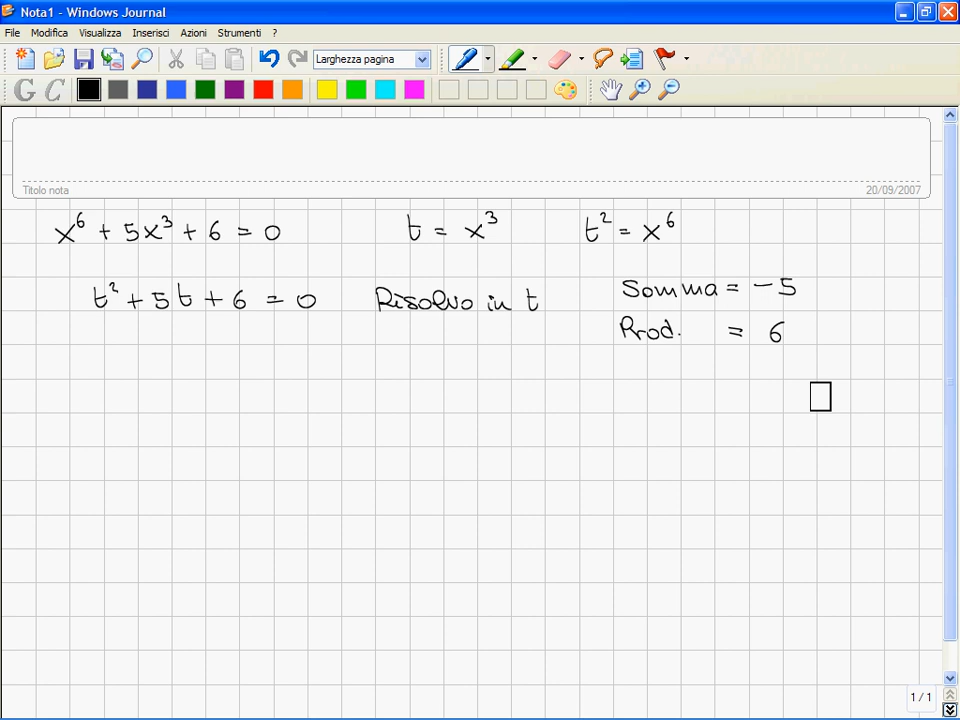 Nota1 - Windows Journal
File Modifica Visualizza Inserisci Azioni Strumenti ?
Larghezza pagina
G C
Titolo nota 20/09/2007
x⁶ + 5x³ + 6 = 0 t = x³ t² = x⁶
t² + 5t + 6 = 0 Risolvo in t Somma = -5
Prod. = 6
1 / 1